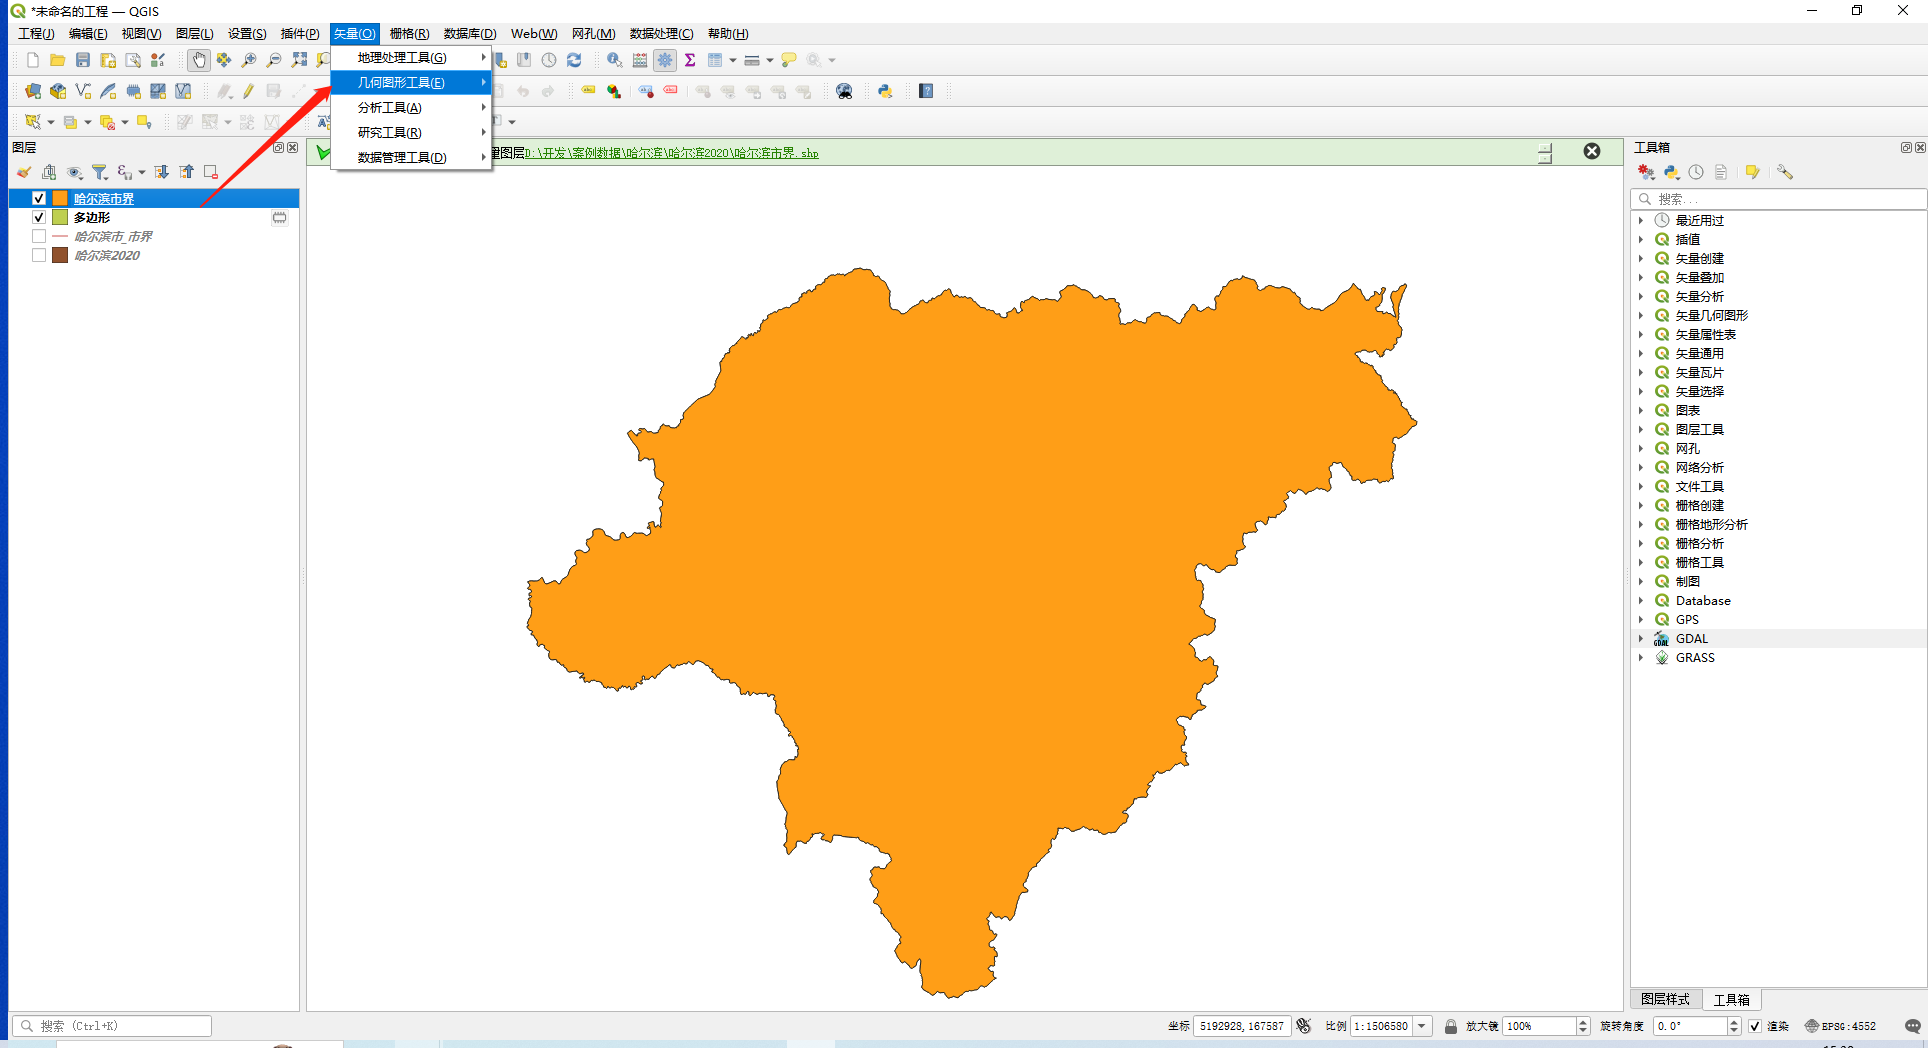 *未命名的工程 — QGIS
工程(J) 编辑(E) 视图(V) 图层(L) 设置(S) 插件(P) 矢量(O) 栅格(R) 数据库(D) Web(W) 网孔(M) 数据处理(C) 帮助(H)
地理处理工具(G)
几何图形工具(E)
分析工具(A)
研究工具(R)
数据管理工具(D)
图层
图层D:\开发\案例数据\哈尔滨\哈尔滨2020\哈尔滨市界.shp
哈尔滨市界
多边形
哈尔滨市_市界
哈尔滨2020
工具箱
搜索...
最近用过
插值
矢量创建
矢量叠加
矢量分析
矢量几何图形
矢量属性表
矢量通用
矢量瓦片
矢量选择
图表
图层工具
网孔
网络分析
文件工具
栅格创建
栅格地形分析
栅格分析
栅格工具
制图
Database
GPS
GDAL
GRASS
图层样式 工具箱
搜索 (Ctrl+K) 坐标 5192928,167587 比例 1:1506580 放大镜 100% 旋转角度 0.0° 渲染 EPSG:4552